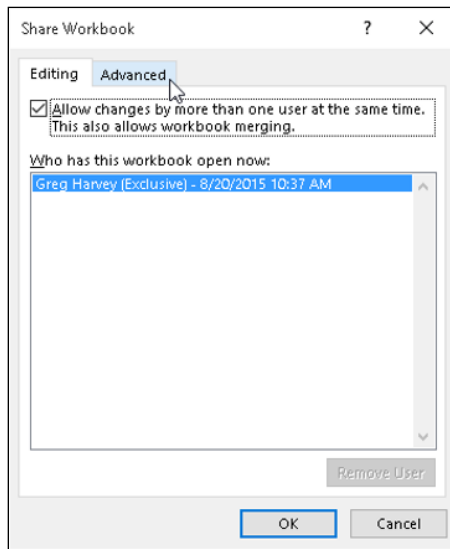 Share Workbook
?
Editing
Advanced
Allow changes by more than one user at the same time.
This also allows workbook merging.
Who has this workbook open now:
Greg Harvey (Exclusive) - 8/20/2015 10:37 AM
Remove User
OK
Cancel